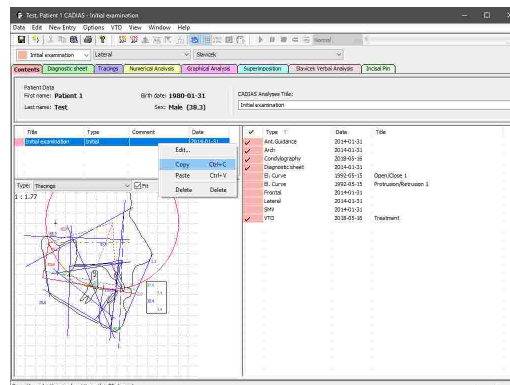 Test, Patient 1 CADIAS - Initial examination
Data Edit New Entry Options VTO View Window Help
Normal
Initial examination Lateral Slavicek
Contents Diagnostic sheet Tracings Numerical Analysis Graphical Analysis Superimposition Slavicek Verbal Analysis Incisal Pin
Patient Data
First name: Patient 1 Birth date: 1980-01-31
Last name: Test Sex: Male (38.3)
CADIAS Analyses Title:
Initial examination
Title Type Comment Date
Initial examination Initial 2014-01-31
Edit...
Copy Ctrl+C
Paste Ctrl+V
Delete Delete
Type: Tracings Fit
1 : 1.77
Type Date Title
Ant.Guidance 2014-01-31
Arch 2014-01-31
Condylography 2018-05-16
Diagnostic sheet 2014-01-31
El. Curve 1992-05-15 Open/Close 1
El. Curve 1992-05-15 Protrusion/Retrusion 1
Frontal 2014-01-31
Lateral 2014-01-31
SMV 2014-01-31
VTO 2018-05-16 Treatment